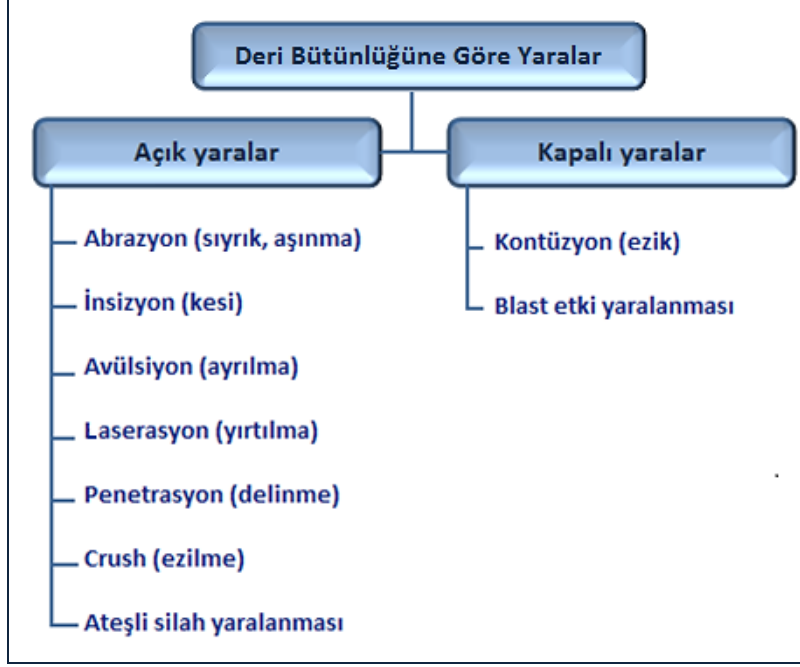 Deri Bütünlüğüne Göre Yaralar
Açık yaralar
Abrazyon (sıyrık, aşınma)
İnsizyon (kesi)
Avülsiyon (ayrılma)
Laserasyon (yırtılma)
Penetrasyon (delinme)
Crush (ezilme)
Ateşli silah yaralanması
Kapalı yaralar
Kontüzyon (ezik)
Blast etki yaralanması